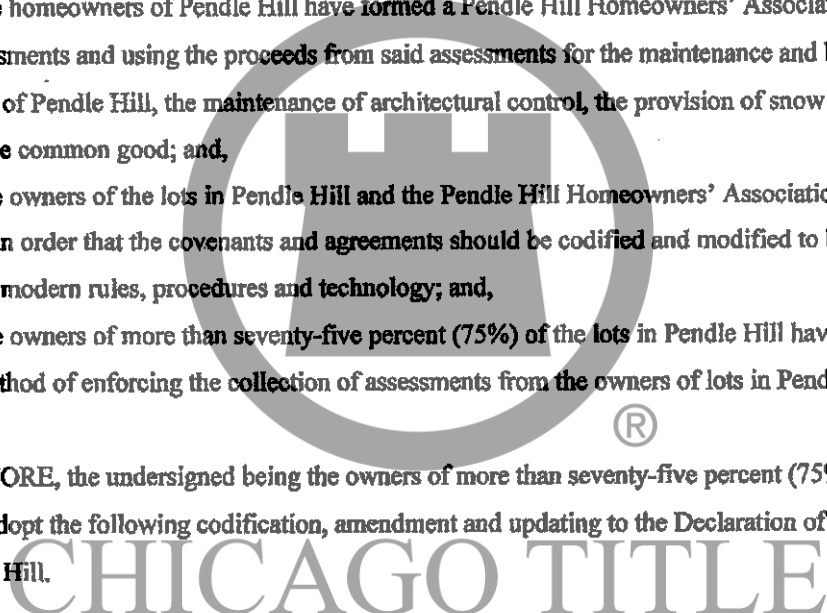 homeowners of Pendle Hill have formed a Pendle Hill Homeowners' Associa
sments and using the proceeds from said assessments for the maintenance and
of Pendle Hill, the maintenance of architectural control, the provision of snow
e common good; and,
owners of the lots in Pendle Hill and the Pendle Hill Homeowners' Associatio
n order that the covenants and agreements should be codified and modified to
modern rules, procedures and technology; and,
owners of more than seventy-five percent (75%) of the lots in Pendle Hill hav
thod of enforcing the collection of assessments from the owners of lots in Pend
®
ORE, the undersigned being the owners of more than seventy-five percent (75%
dopt the following codification, amendment and updating to the Declaration of
Hill.
CHICAGO TITLE